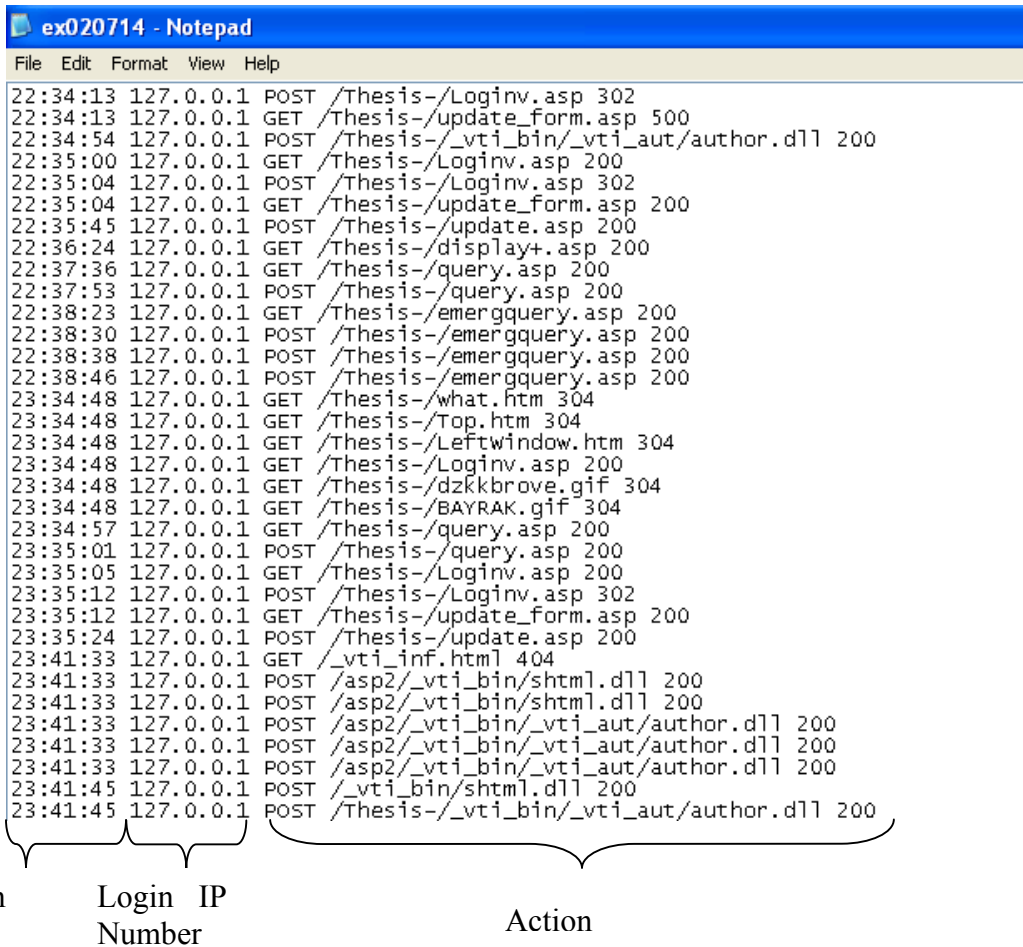 ex020714 - Notepad
File Edit Format View Help
22:34:13 127.0.0.1 POST /Thesis-/Loginv.asp 302
22:34:13 127.0.0.1 GET /Thesis-/update_form.asp 500
22:34:54 127.0.0.1 POST /Thesis-/_vti_bin/_vti_aut/author.dll 200
22:35:00 127.0.0.1 GET /Thesis-/Loginv.asp 200
22:35:04 127.0.0.1 POST /Thesis-/Loginv.asp 302
22:35:04 127.0.0.1 GET /Thesis-/update_form.asp 200
22:35:45 127.0.0.1 POST /Thesis-/update.asp 200
22:36:24 127.0.0.1 GET /Thesis-/display+.asp 200
22:37:36 127.0.0.1 GET /Thesis-/query.asp 200
22:37:53 127.0.0.1 POST /Thesis-/query.asp 200
22:38:23 127.0.0.1 GET /Thesis-/emergquery.asp 200
22:38:30 127.0.0.1 POST /Thesis-/emergquery.asp 200
22:38:38 127.0.0.1 POST /Thesis-/emergquery.asp 200
22:38:46 127.0.0.1 POST /Thesis-/emergquery.asp 200
23:34:48 127.0.0.1 GET /Thesis-/what.htm 304
23:34:48 127.0.0.1 GET /Thesis-/Top.htm 304
23:34:48 127.0.0.1 GET /Thesis-/LeftWindow.htm 304
23:34:48 127.0.0.1 GET /Thesis-/Loginv.asp 200
23:34:48 127.0.0.1 GET /Thesis-/dzkkbrove.gif 304
23:34:48 127.0.0.1 GET /Thesis-/BAYRAK.gif 304
23:34:57 127.0.0.1 GET /Thesis-/query.asp 200
23:35:01 127.0.0.1 POST /Thesis-/query.asp 200
23:35:05 127.0.0.1 GET /Thesis-/Loginv.asp 200
23:35:12 127.0.0.1 POST /Thesis-/Loginv.asp 302
23:35:12 127.0.0.1 GET /Thesis-/update_form.asp 200
23:35:24 127.0.0.1 POST /Thesis-/update.asp 200
23:41:33 127.0.0.1 GET /_vti_inf.html 404
23:41:33 127.0.0.1 POST /asp2/_vti_bin/shtml.dll 200
23:41:33 127.0.0.1 POST /asp2/_vti_bin/shtml.dll 200
23:41:33 127.0.0.1 POST /asp2/_vti_bin/_vti_aut/author.dll 200
23:41:33 127.0.0.1 POST /asp2/_vti_bin/_vti_aut/author.dll 200
23:41:33 127.0.0.1 POST /asp2/_vti_bin/_vti_aut/author.dll 200
23:41:45 127.0.0.1 POST /_vti_bin/shtml.dll 200
23:41:45 127.0.0.1 POST /Thesis-/_vti_bin/_vti_aut/author.dll 200
Login IP
Number
Action